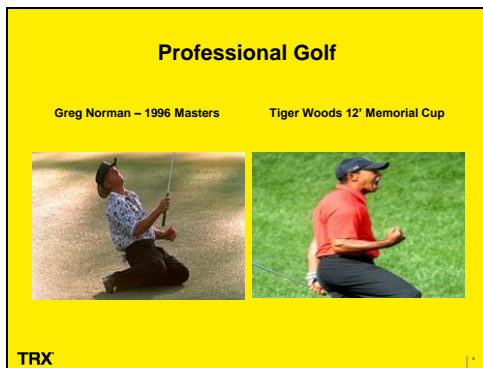 Professional Golf
Greg Norman – 1996 Masters
Tiger Woods 12’ Memorial Cup
TRX